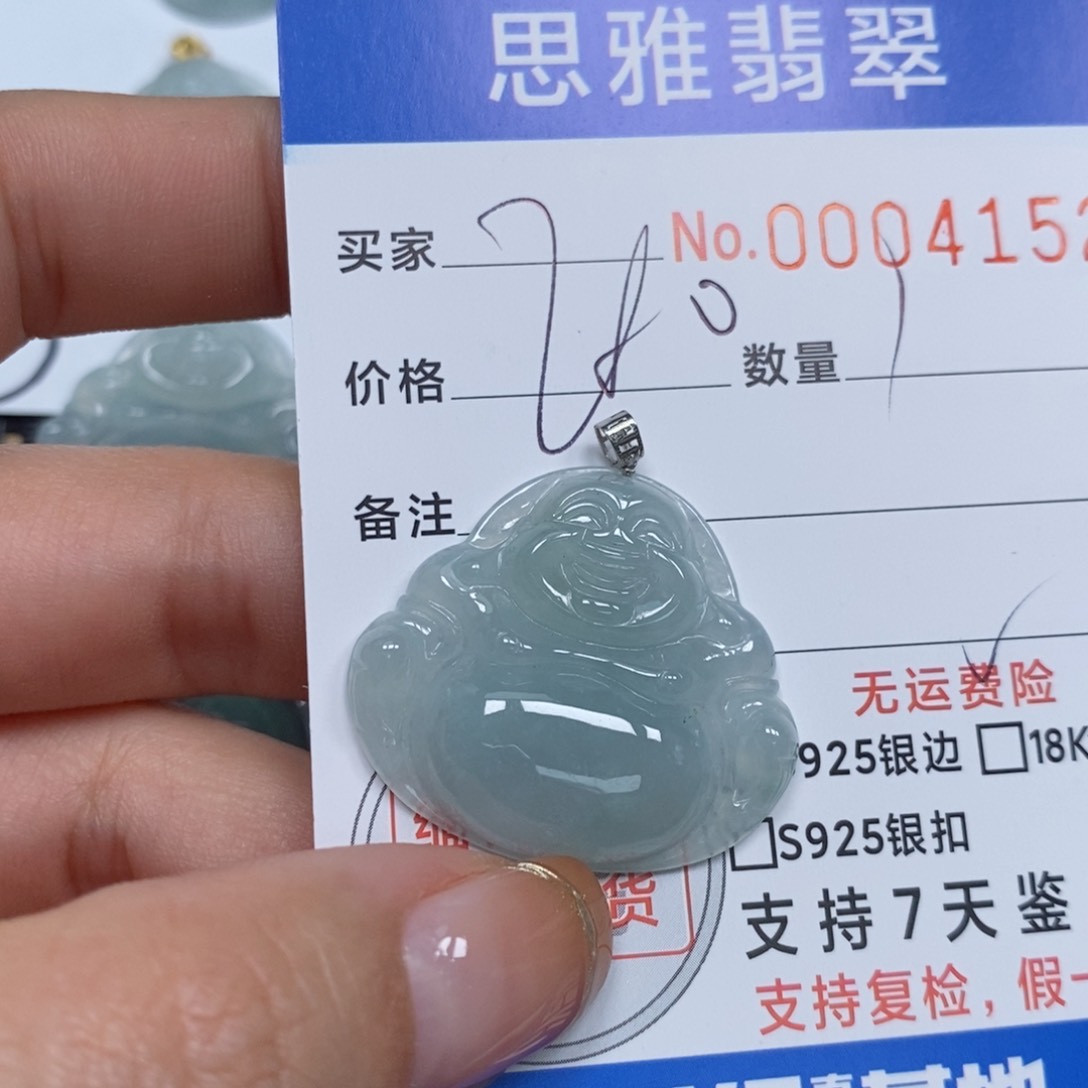 思雅翡翠
买家 No.0004152
价格 数量 1
备注
无运费险
925银边 □18K
□S925银扣
支持7天鉴
支持复检，假一